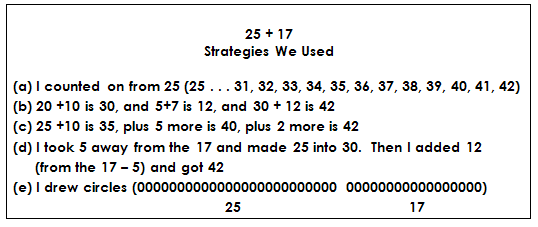 25 + 17
Strategies We Used
(a) I counted on from 25 (25 . . . 31, 32, 33, 34, 35, 36, 37, 38, 39, 40, 41, 42)
(b) 20 +10 is 30, and 5+7 is 12, and 30 + 12 is 42
(c) 25 +10 is 35, plus 5 more is 40, plus 2 more is 42
(d) I took 5 away from the 17 and made 25 into 30.  Then I added 12
(from the 17 – 5) and got 42
(e) I drew circles (0000000000000000000000000  00000000000000000)
25 17